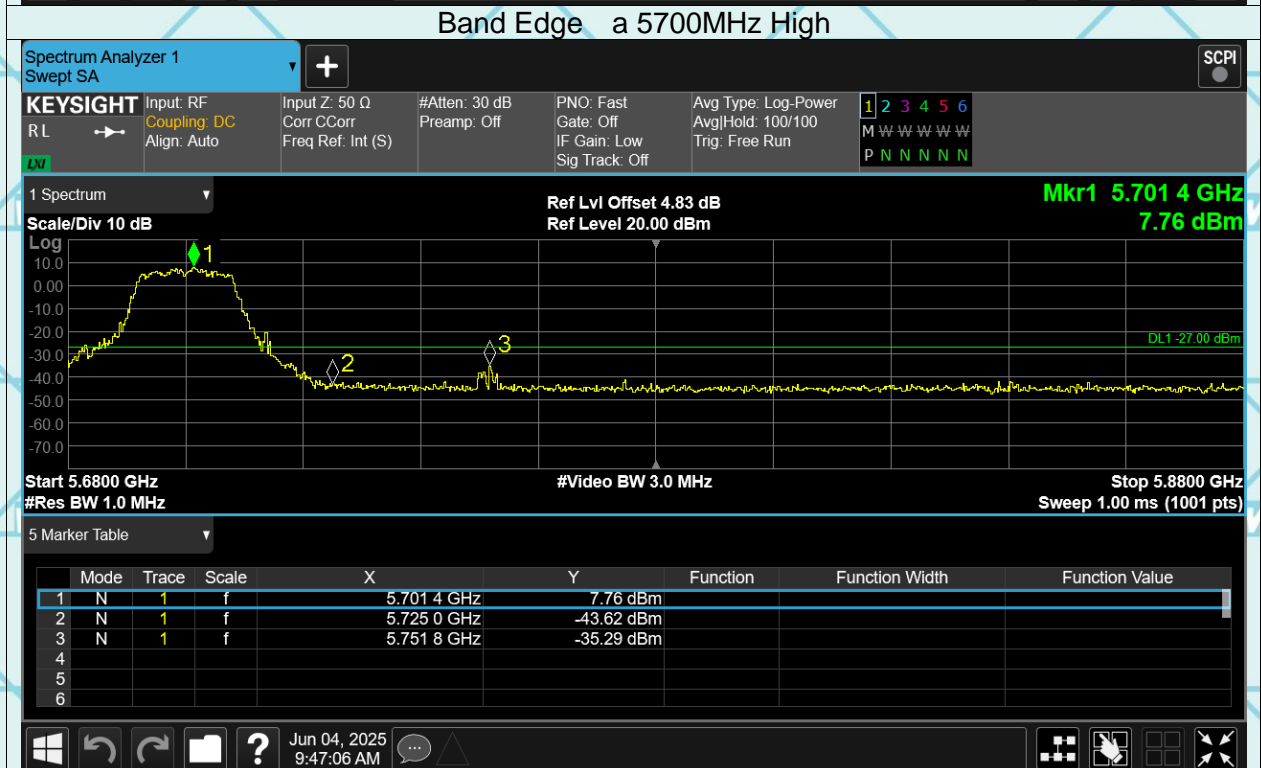 Band Edge a 5700MHz High
Spectrum Analyzer 1
Swept SA
+
SCPI
KEYSIGHT Input: RF Input Z: 50 Ω #Atten: 30 dB PNO: Fast Avg Type: Log-Power 1 2 3 4 5 6
R L Coupling: DC Corr CCorr Preamp: Off Gate: Off Avg|Hold: 100/100 M W W W W W
Align: Auto Freq Ref: Int (S) IF Gain: Low Trig: Free Run P N N N N N
LXI Sig Track: Off
1 Spectrum
Ref Lvl Offset 4.83 dB
Mkr1 5.701 4 GHz
Scale/Div 10 dB
Ref Level 20.00 dBm
7.76 dBm
Log
1
10.0
0.00
-10.0
-20.0
DL1 -27.00 dBm
-30.0
3
2
-40.0
-50.0
-60.0
-70.0
Start 5.6800 GHz #Video BW 3.0 MHz Stop 5.8800 GHz
#Res BW 1.0 MHz Sweep 1.00 ms (1001 pts)
5 Marker Table
Mode Trace Scale X Y Function Function Width Function Value
1 N 1 f 5.701 4 GHz 7.76 dBm
2 N 1 f 5.725 0 GHz -43.62 dBm
3 N 1 f 5.751 8 GHz -35.29 dBm
4
5
6
?
Jun 04, 2025
9:47:06 AM